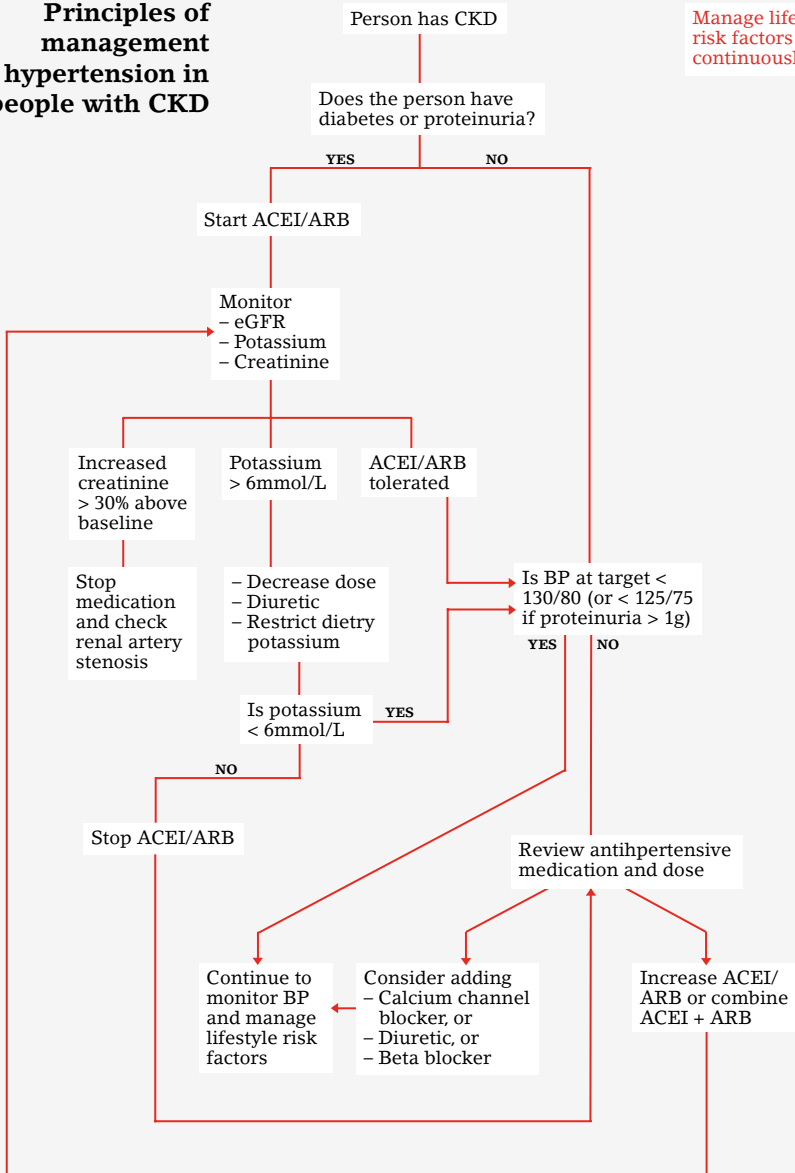 Principles of
management
hypertension in
people with CKD
Person has CKD
Manage life
risk factors
continuousl
Does the person have
diabetes or proteinuria?
YES
NO
Start ACEI/ARB
Monitor
– eGFR
– Potassium
– Creatinine
Increased
creatinine
> 30% above
baseline
Potassium
> 6mmol/L
ACEI/ARB
tolerated
Stop
medication
and check
renal artery
stenosis
– Decrease dose
– Diuretic
– Restrict dietry
potassium
Is BP at target <
130/80 (or < 125/75
if proteinuria > 1g)
YES
NO
Is potassium
< 6mmol/L
YES
NO
Stop ACEI/ARB
Review antihpertensive
medication and dose
Continue to
monitor BP
and manage
lifestyle risk
factors
Consider adding
– Calcium channel
blocker, or
– Diuretic, or
– Beta blocker
Increase ACEI/
ARB or combine
ACEI + ARB